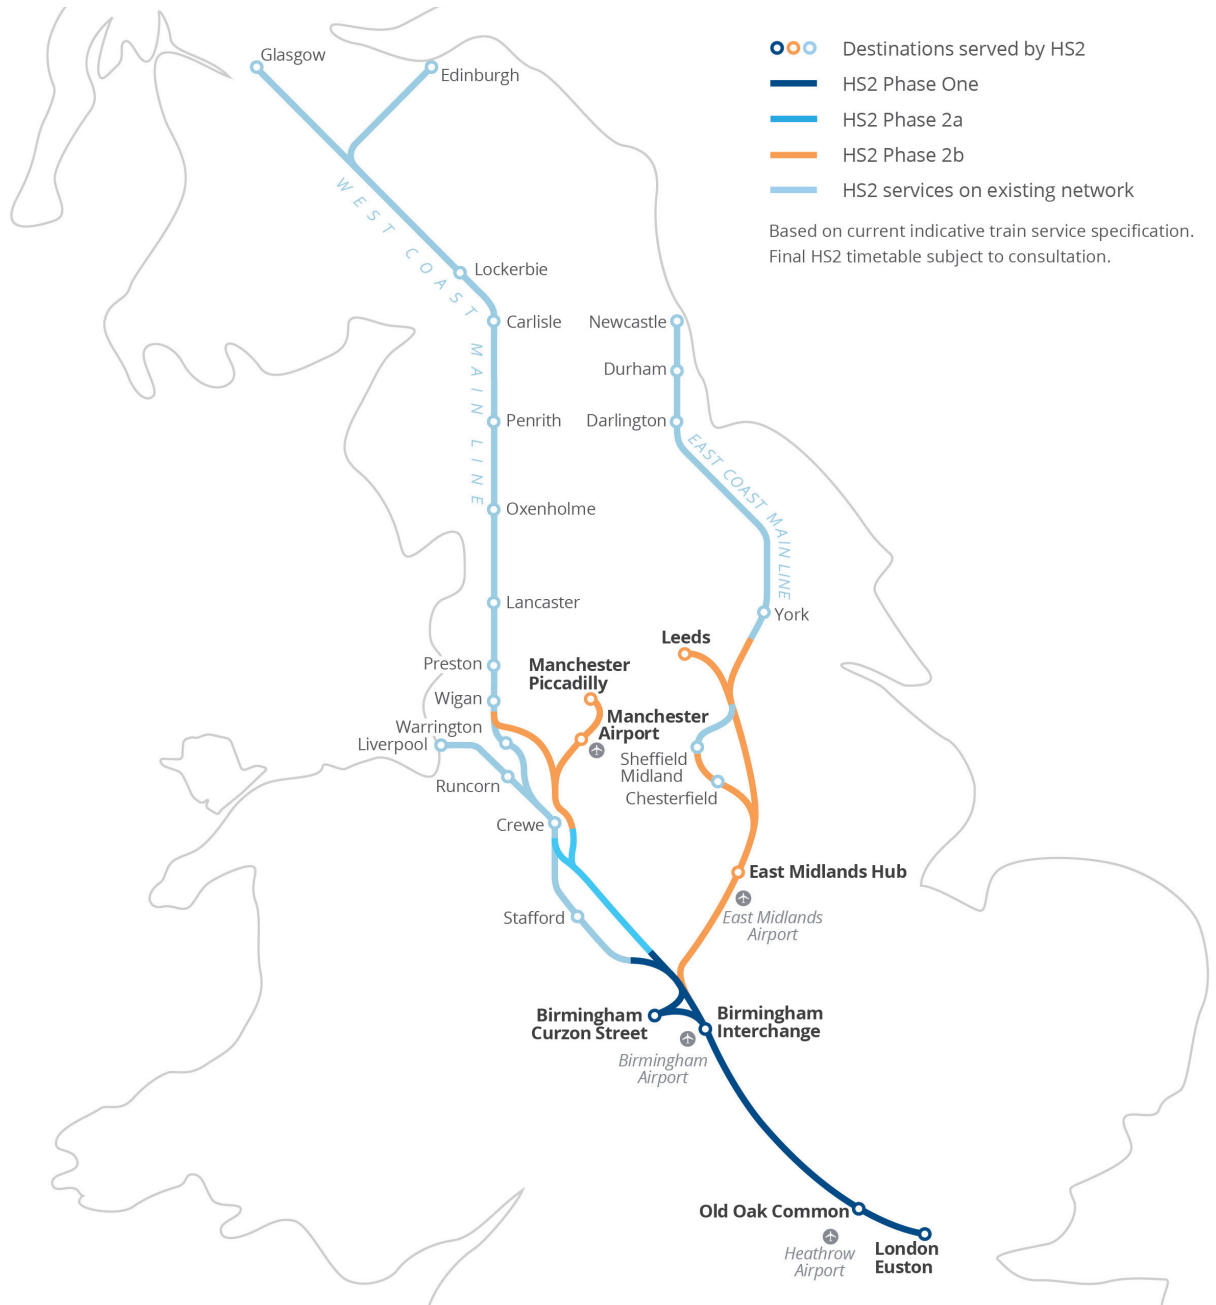 Glasgow
Edinburgh
Destinations served by HS2
HS2 Phase One
HS2 Phase 2a
HS2 Phase 2b
HS2 services on existing network
Based on current indicative train service specification.
Final HS2 timetable subject to consultation.
WEST COAST MAIN LINE
Lockerbie
Carlisle
Newcastle
Durham
Penrith
Darlington
EAST COAST MAIN LINE
Oxenholme
Lancaster
York
Leeds
Preston
Manchester
Piccadilly
Wigan
Manchester
Airport
Warrington
Liverpool
Sheffield
Midland
Runcorn
Chesterfield
Crewe
East Midlands Hub
Stafford
East Midlands
Airport
Birmingham
Curzon Street
Birmingham
Interchange
Birmingham
Airport
Old Oak Common
Heathrow
Airport
London
Euston